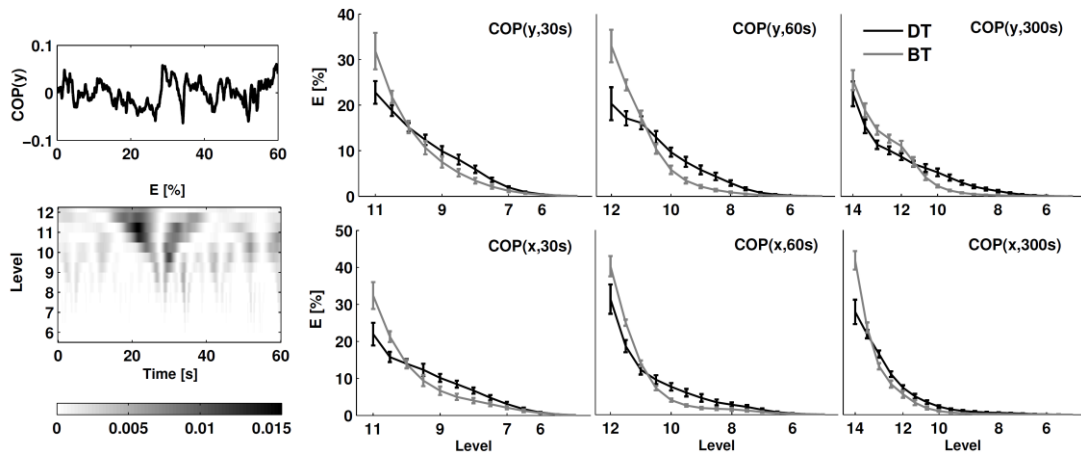 0.1
COP(y)
0
−0.1
0 20 40 60
E [%]
12
11
10
9
8
7
6
Level
0 20 40 60
Time [s]
0 0.005 0.01 0.015
COP(y,30s)
40
30
20
10
0
E [%]
11 9 7 6
COP(y,60s)
12 10 8 6
DT
BT
COP(y,300s)
14 12 10 8 6
COP(x,30s)
50
40
30
20
10
0
E [%]
11 9 7 6
Level
COP(x,60s)
12 10 8 6
Level
COP(x,300s)
14 12 10 8 6
Level